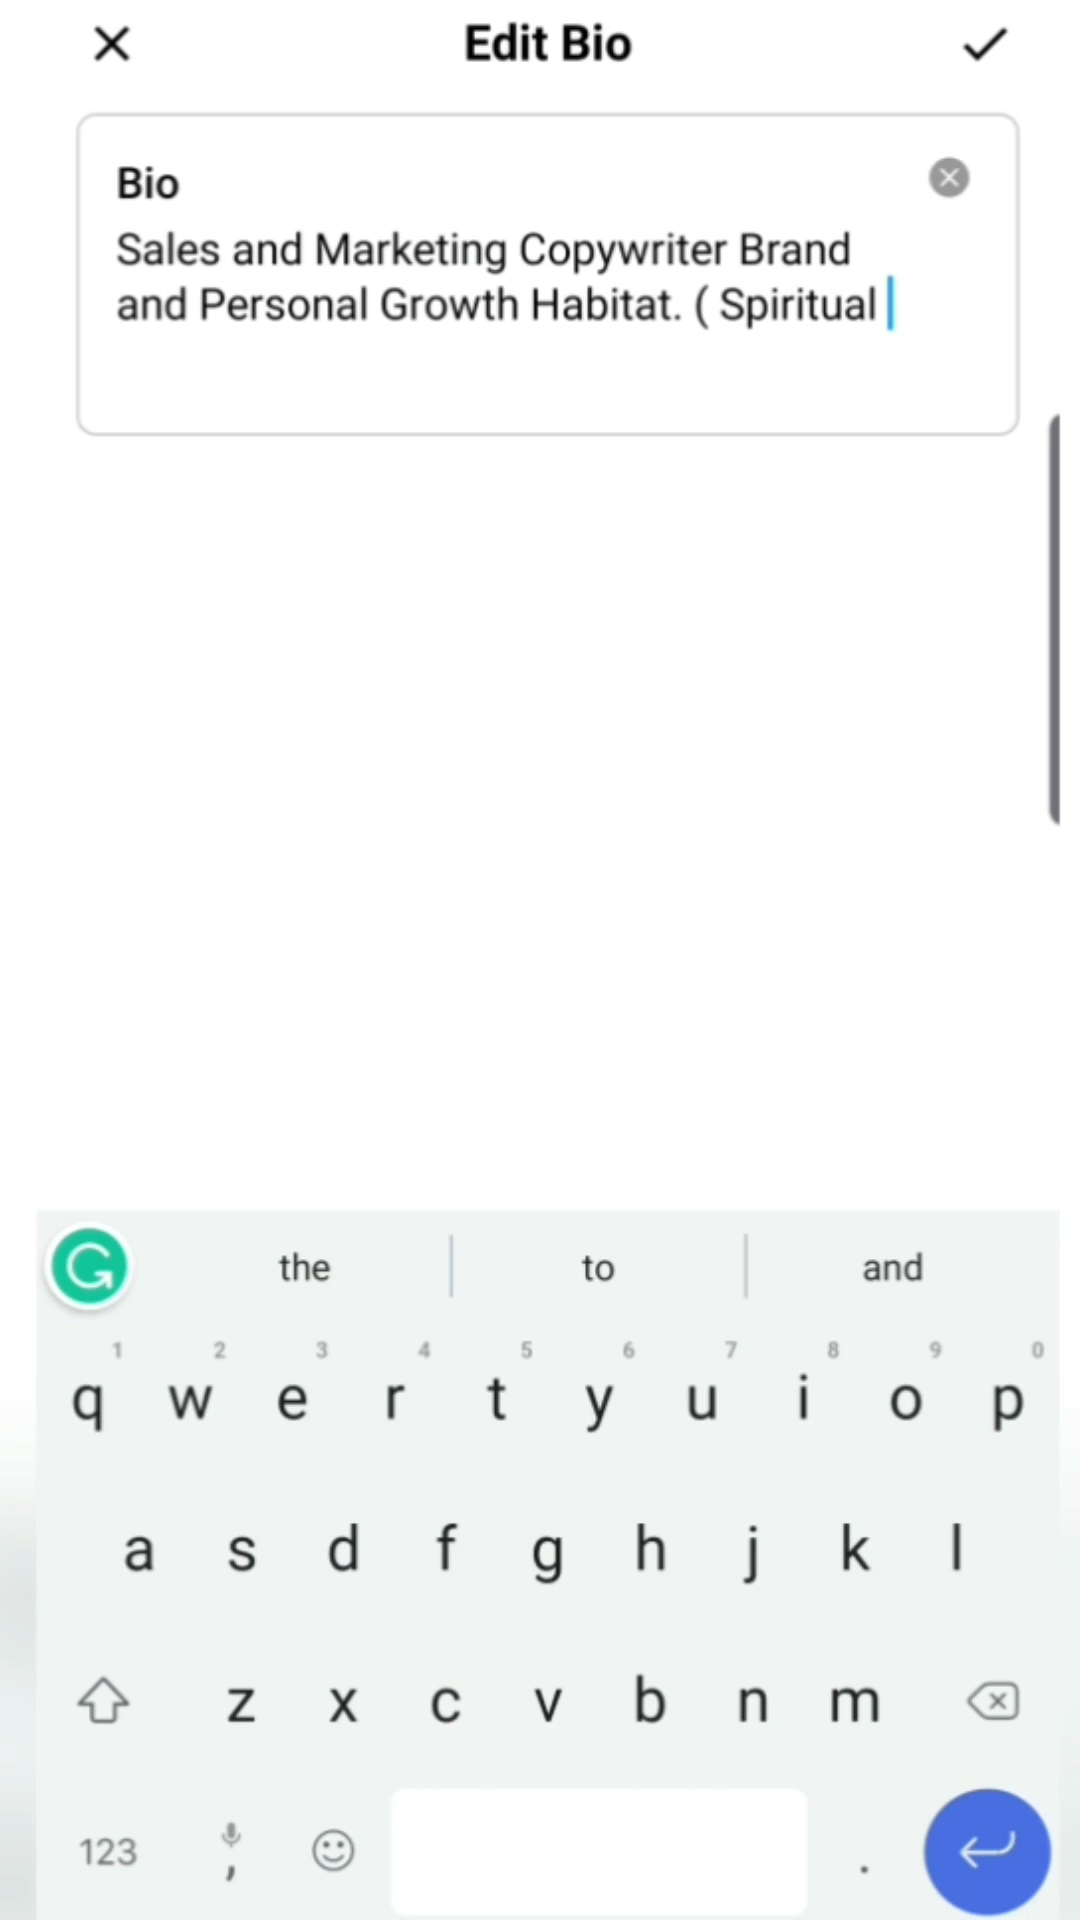 Edit Bio
Bio
Sales and Marketing Copywriter Brand
and Personal Growth Habitat. ( Spiritual
the to and
1 2 3 4 5 6 7 8 9 0
q w e r t y u i o p
a s d f g h j k l
z x c v b n m
123 , .